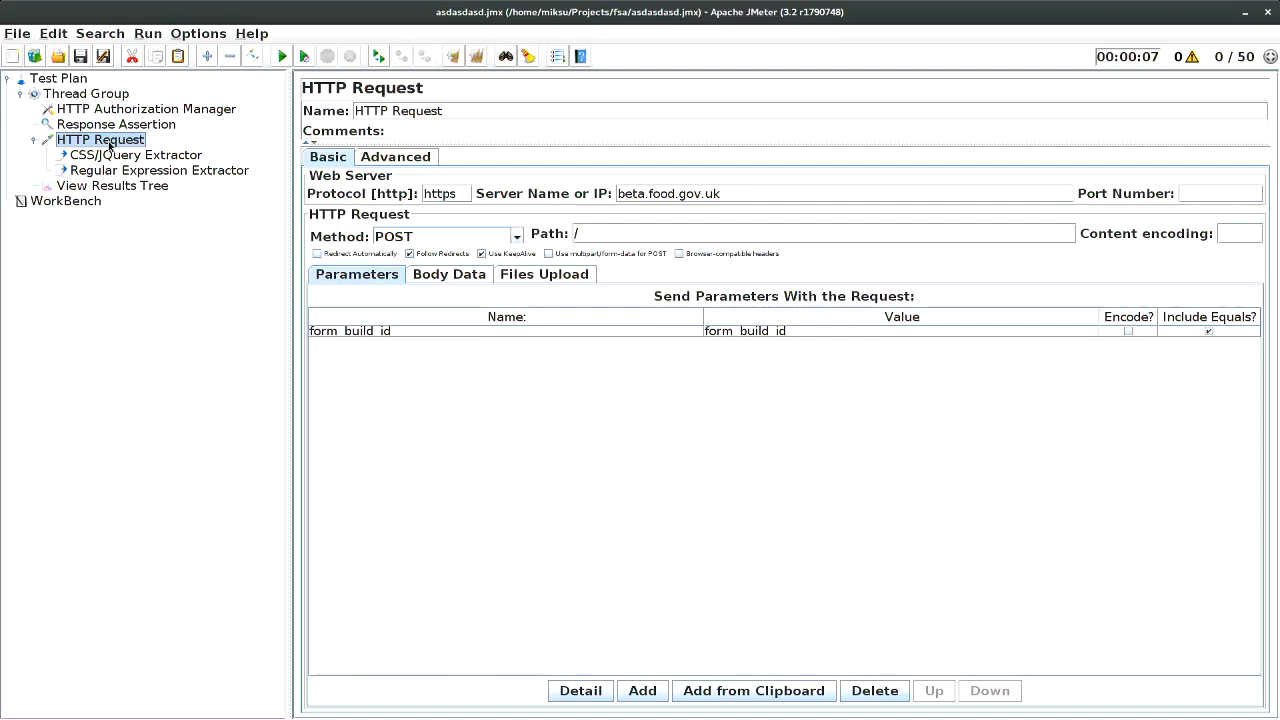 asdasdasd.jmx (/home/miksu/Projects/fsa/asdasdasd.jmx) - Apache JMeter (3.2 r1790748)
File Edit Search Run Options Help
00:00:07 0 0 / 50
Test Plan
Thread Group
HTTP Authorization Manager
Response Assertion
HTTP Request
CSS/JQuery Extractor
Regular Expression Extractor
View Results Tree
WorkBench
HTTP Request
Name: HTTP Request
Comments:
Basic Advanced
Web Server
Protocol [http]: https Server Name or IP: beta.food.gov.uk Port Number:
HTTP Request
Method: POST Path: / Content encoding:
Redirect Automatically Follow Redirects Use KeepAlive Use multipart/form-data for POST Browser-compatible headers
Parameters Body Data Files Upload
Send Parameters With the Request:
Name: Value Encode? Include Equals?
form_build_id form_build_id
Detail Add Add from Clipboard Delete Up Down